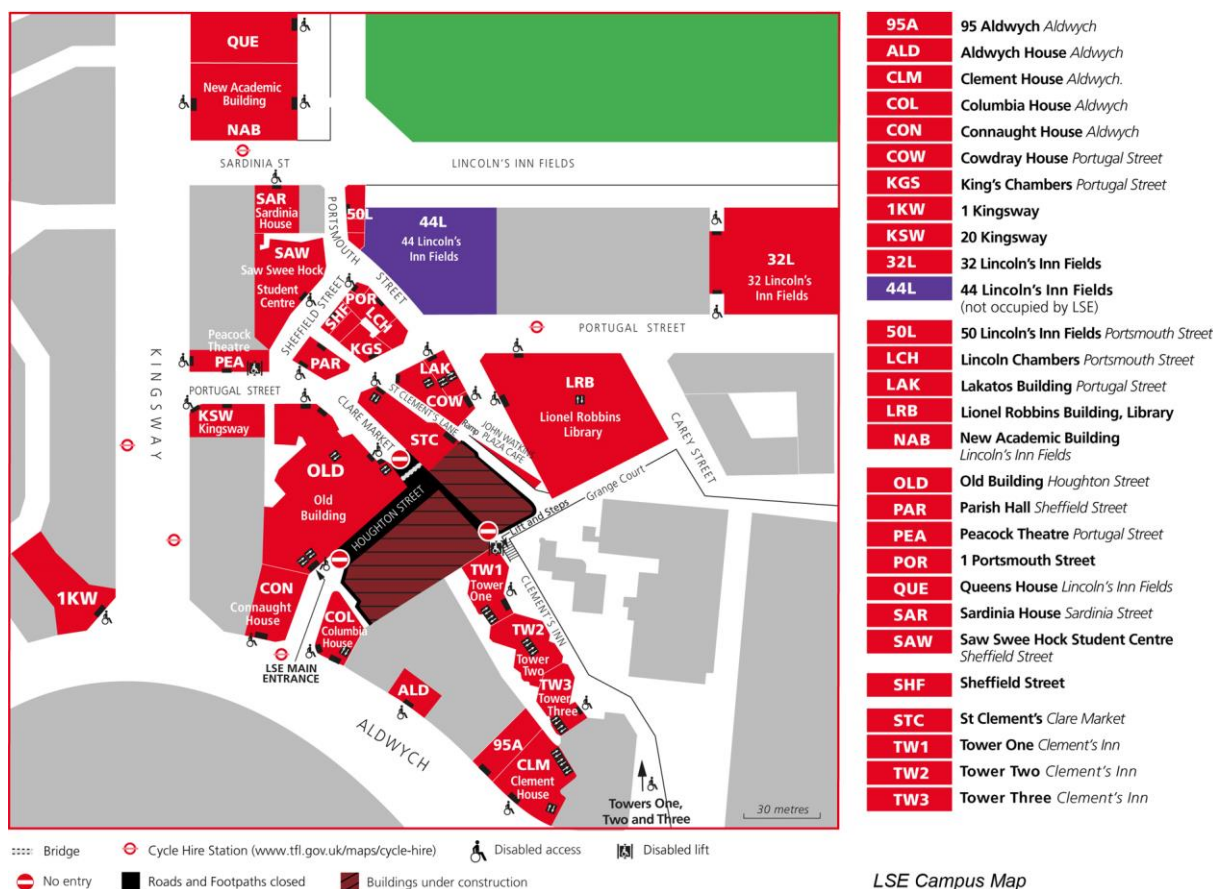 QUE
New Academic
Building
NAB
SARDINIA ST
LINCOLN'S INN FIELDS
SAR
Sardinia
House
PORTSMOUTH
STREET
50L
44L
44 Lincoln's
Inn Fields
32L
32 Lincoln's
Inn Fields
SAW
Saw Swee Hock
Student
Centre
SHEFFIELD STREET
POR
SHF
LCH
KGS
PORTUGAL STREET
Peacock
Theatre
PEA
PAR
KINGSWAY
PORTUGAL STREET
LAK
COW
LRB
Lionel Robbins
Library
KSW
Kingsway
CLARE MARKET
ST CLEMENT'S LANE
Ramp
JOHN WATKINS
PLAZA CAFE
CAREY STREET
STC
OLD
Old
Building
HOUGHTON STREET
Grange Court
Lift and Steps
1KW
CON
Connaught
House
COL
Columbia
House
LSE MAIN
ENTRANCE
TW1
Tower
One
CLEMENT'S INN
TW2
Tower
Two
TW3
Tower
Three
ALD
ALDWYCH
95A
CLM
Clement
House
Towers One,
Two and Three
30 metres
Bridge
Cycle Hire Station (www.tfl.gov.uk/maps/cycle-hire)
Disabled access
Disabled lift
No entry
Roads and Footpaths closed
Buildings under construction
95A 95 Aldwych Aldwych
ALD Aldwych House Aldwych
CLM Clement House Aldwych.
COL Columbia House Aldwych
CON Connaught House Aldwych
COW Cowdray House Portugal Street
KGS King's Chambers Portugal Street
1KW 1 Kingsway
KSW 20 Kingsway
32L 32 Lincoln's Inn Fields
44L 44 Lincoln's Inn Fields
(not occupied by LSE)
50L 50 Lincoln's Inn Fields Portsmouth Street
LCH Lincoln Chambers Portsmouth Street
LAK Lakatos Building Portugal Street
LRB Lionel Robbins Building, Library
NAB New Academic Building
Lincoln's Inn Fields
OLD Old Building Houghton Street
PAR Parish Hall Sheffield Street
PEA Peacock Theatre Portugal Street
POR 1 Portsmouth Street
QUE Queens House Lincoln's Inn Fields
SAR Sardinia House Sardinia Street
SAW Saw Swee Hock Student Centre
Sheffield Street
SHF Sheffield Street
STC St Clement's Clare Market
TW1 Tower One Clement's Inn
TW2 Tower Two Clement's Inn
TW3 Tower Three Clement's Inn
LSE Campus Map